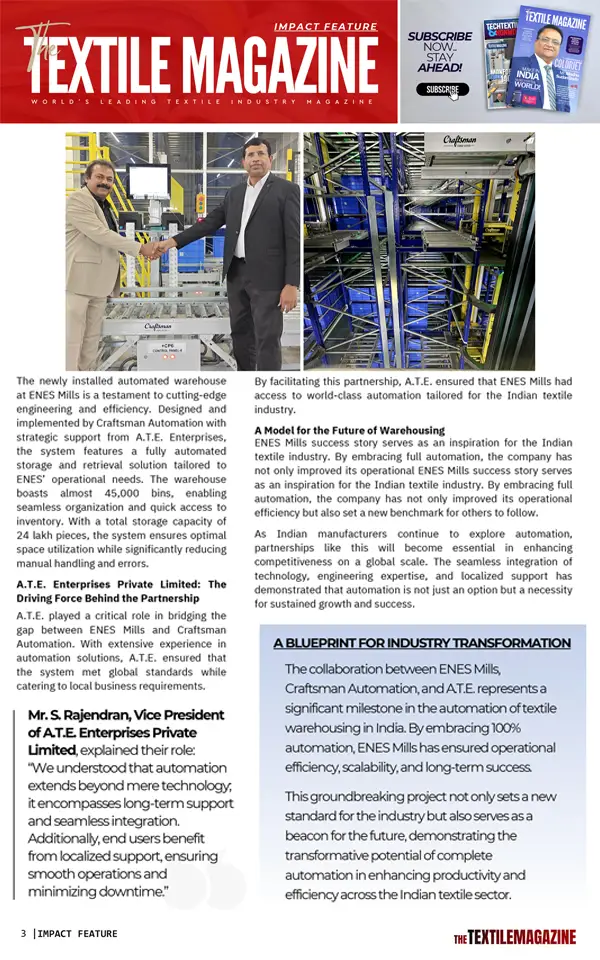 IMPACT FEATURE
The
TEXTILE MAGAZINE
WORLD'S LEADING TEXTILE INDUSTRY MAGAZINE
SUBSCRIBE
NOW..
STAY
AHEAD!
SUBSCRIBE
TEXTILE MAGAZINE
INDIA
WORLD!
Craftsman
Craftsman
CONTROL PANEL
The newly installed automated warehouse
at ENES Mills is a testament to cutting-edge
engineering and efficiency. Designed and
implemented by Craftsman Automation with
strategic support from A.T.E. Enterprises,
the system features a fully automated
storage and retrieval solution tailored to
ENES' operational needs. The warehouse
boasts almost 45,000 bins, enabling
seamless organization and quick access to
inventory. With a total storage capacity of
24 lakh pieces, the system ensures optimal
space utilization while significantly reducing
manual handling and errors.
A.T.E. Enterprises Private Limited: The
Driving Force Behind the Partnership
A.T.E. played a critical role in bridging the
gap between ENES Mills and Craftsman
Automation. With extensive experience in
automation solutions, A.T.E. ensured that
the system met global standards while
catering to local business requirements.
Mr. S. Rajendran, Vice President
of A.T.E. Enterprises Private
Limited, explained their role:
"We understood that automation
extends beyond mere technology;
it encompasses long-term support
and seamless integration.
Additionally, end users benefit
from localized support, ensuring
smooth operations and
minimizing downtime."
By facilitating this partnership, A.T.E. ensured that ENES Mills had
access to world-class automation tailored for the Indian textile
industry.
A Model for the Future of Warehousing
ENES Mills success story serves as an inspiration for the Indian
textile industry. By embracing full automation, the company has
not only improved its operational ENES Mills success story serves
as an inspiration for the Indian textile industry. By embracing full
automation, the company has not only improved its operational
efficiency but also set a new benchmark for others to follow.
As Indian manufacturers continue to explore automation,
partnerships like this will become essential in enhancing
competitiveness on a global scale. The seamless integration of
technology, engineering expertise, and localized support has
demonstrated that automation is not just an option but a necessity
for sustained growth and success.
A BLUEPRINT FOR INDUSTRY TRANSFORMATION
The collaboration between ENES Mills,
Craftsman Automation, and A.T.E. represents a
significant milestone in the automation of textile
warehousing in India. By embracing 100%
automation, ENES Mills has ensured operational
efficiency, scalability, and long-term success.
This groundbreaking project not only sets a new
standard for the industry but also serves as a
beacon for the future, demonstrating the
transformative potential of complete
automation in enhancing productivity and
efficiency across the Indian textile sector.
3 |IMPACT FEATURE
THE TEXTILE MAGAZINE